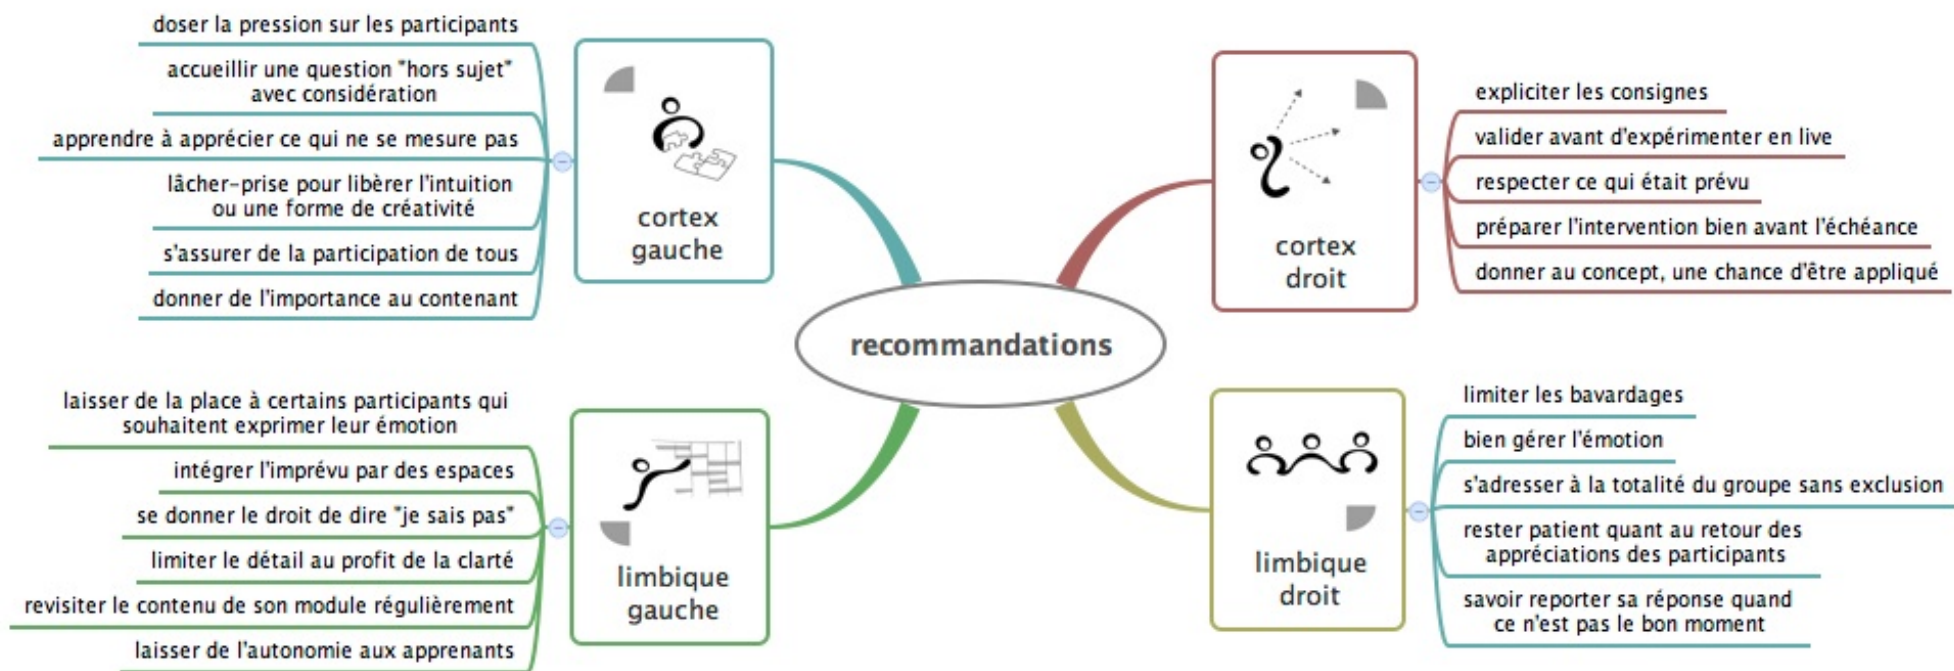 doser la pression sur les participants
accueillir une question "hors sujet"
avec considération
apprendre à apprécier ce qui ne se mesure pas
lâcher-prise pour libèrer l'intuition
ou une forme de créativité
s'assurer de la participation de tous
donner de l'importance au contenant
cortex
gauche
cortex
droit
expliciter les consignes
valider avant d'expérimenter en live
respecter ce qui était prévu
préparer l'intervention bien avant l'échéance
donner au concept, une chance d'être appliqué
recommandations
laisser de la place à certains participants qui
souhaitent exprimer leur émotion
intégrer l'imprévu par des espaces
se donner le droit de dire "je sais pas"
limiter le détail au profit de la clarté
revisiter le contenu de son module régulièrement
laisser de l'autonomie aux apprenants
limbique
gauche
limbique
droit
limiter les bavardages
bien gérer l'émotion
s'adresser à la totalité du groupe sans exclusion
rester patient quant au retour des
appréciations des participants
savoir reporter sa réponse quand
ce n'est pas le bon moment